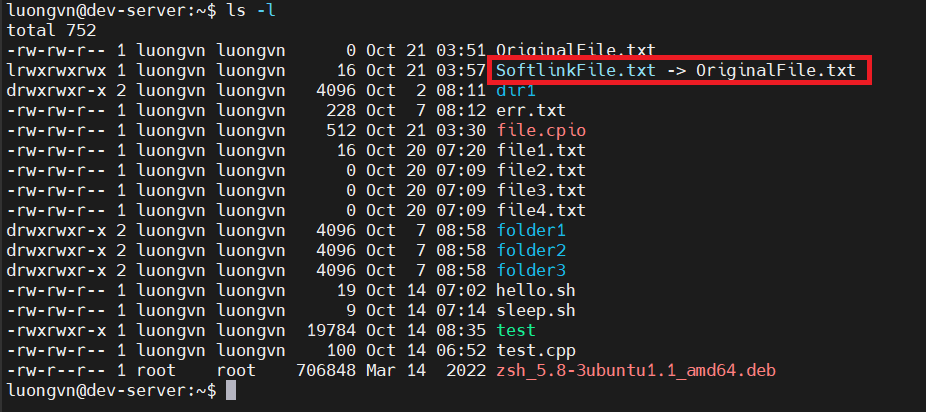 luongvn@dev-server:~$ ls -l
total 752
-rw-rw-r-- 1 luongvn luongvn      0 Oct 21 03:51 OriginalFile.txt
lrwxrwxrwx 1 luongvn luongvn     16 Oct 21 03:57 SoftlinkFile.txt -> OriginalFile.txt
drwxrwxr-x 2 luongvn luongvn   4096 Oct  2 08:11 dir1
-rw-rw-r-- 1 luongvn luongvn    228 Oct  7 08:12 err.txt
-rw-rw-r-- 1 luongvn luongvn    512 Oct 21 03:30 file.cpio
-rw-rw-r-- 1 luongvn luongvn     16 Oct 20 07:20 file1.txt
-rw-rw-r-- 1 luongvn luongvn      0 Oct 20 07:09 file2.txt
-rw-rw-r-- 1 luongvn luongvn      0 Oct 20 07:09 file3.txt
-rw-rw-r-- 1 luongvn luongvn      0 Oct 20 07:09 file4.txt
drwxrwxr-x 2 luongvn luongvn   4096 Oct  7 08:58 folder1
drwxrwxr-x 2 luongvn luongvn   4096 Oct  7 08:58 folder2
drwxrwxr-x 2 luongvn luongvn   4096 Oct  7 08:58 folder3
-rw-rw-r-- 1 luongvn luongvn     19 Oct 14 07:02 hello.sh
-rw-rw-r-- 1 luongvn luongvn      9 Oct 14 07:14 sleep.sh
-rwxrwxr-x 1 luongvn luongvn  19784 Oct 14 08:35 test
-rw-rw-r-- 1 luongvn luongvn    100 Oct 14 06:52 test.cpp
-rw-r--r-- 1 root    root    706848 Mar 14  2022 zsh_5.8-3ubuntu1.1_amd64.deb
luongvn@dev-server:~$